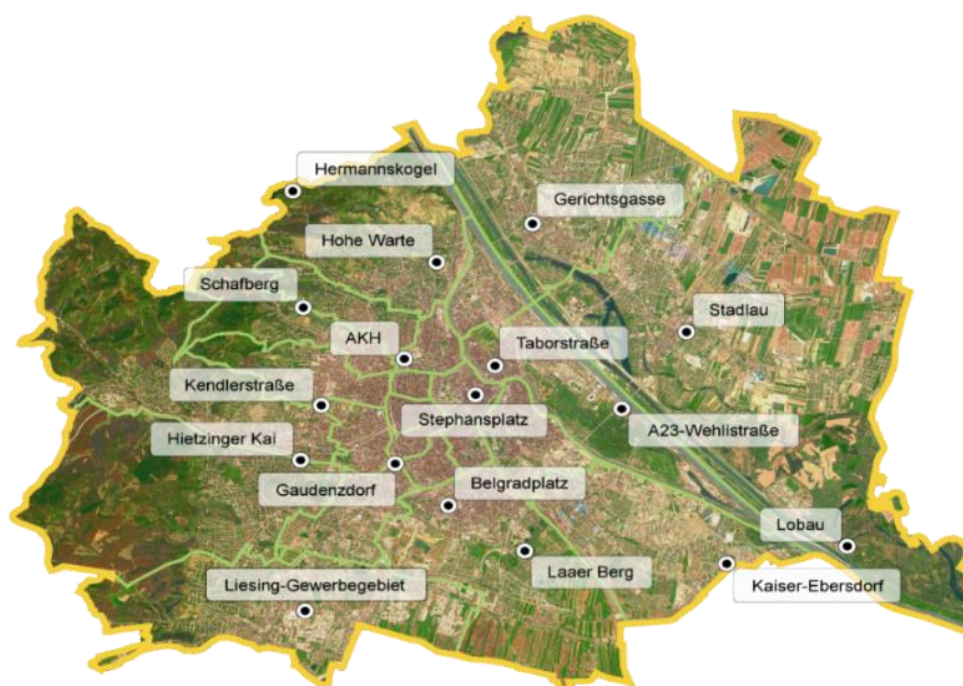 Hermannskogel
Gerichtsgasse
Hohe Warte
Schafberg
Stadlau
AKH
Taborstraße
Kendlerstraße
Stephansplatz
A23-Wehlistraße
Hietzinger Kai
Gaudenzdorf
Belgradplatz
Lobau
Laaer Berg
Kaiser-Ebersdorf
Liesing-Gewerbegebiet